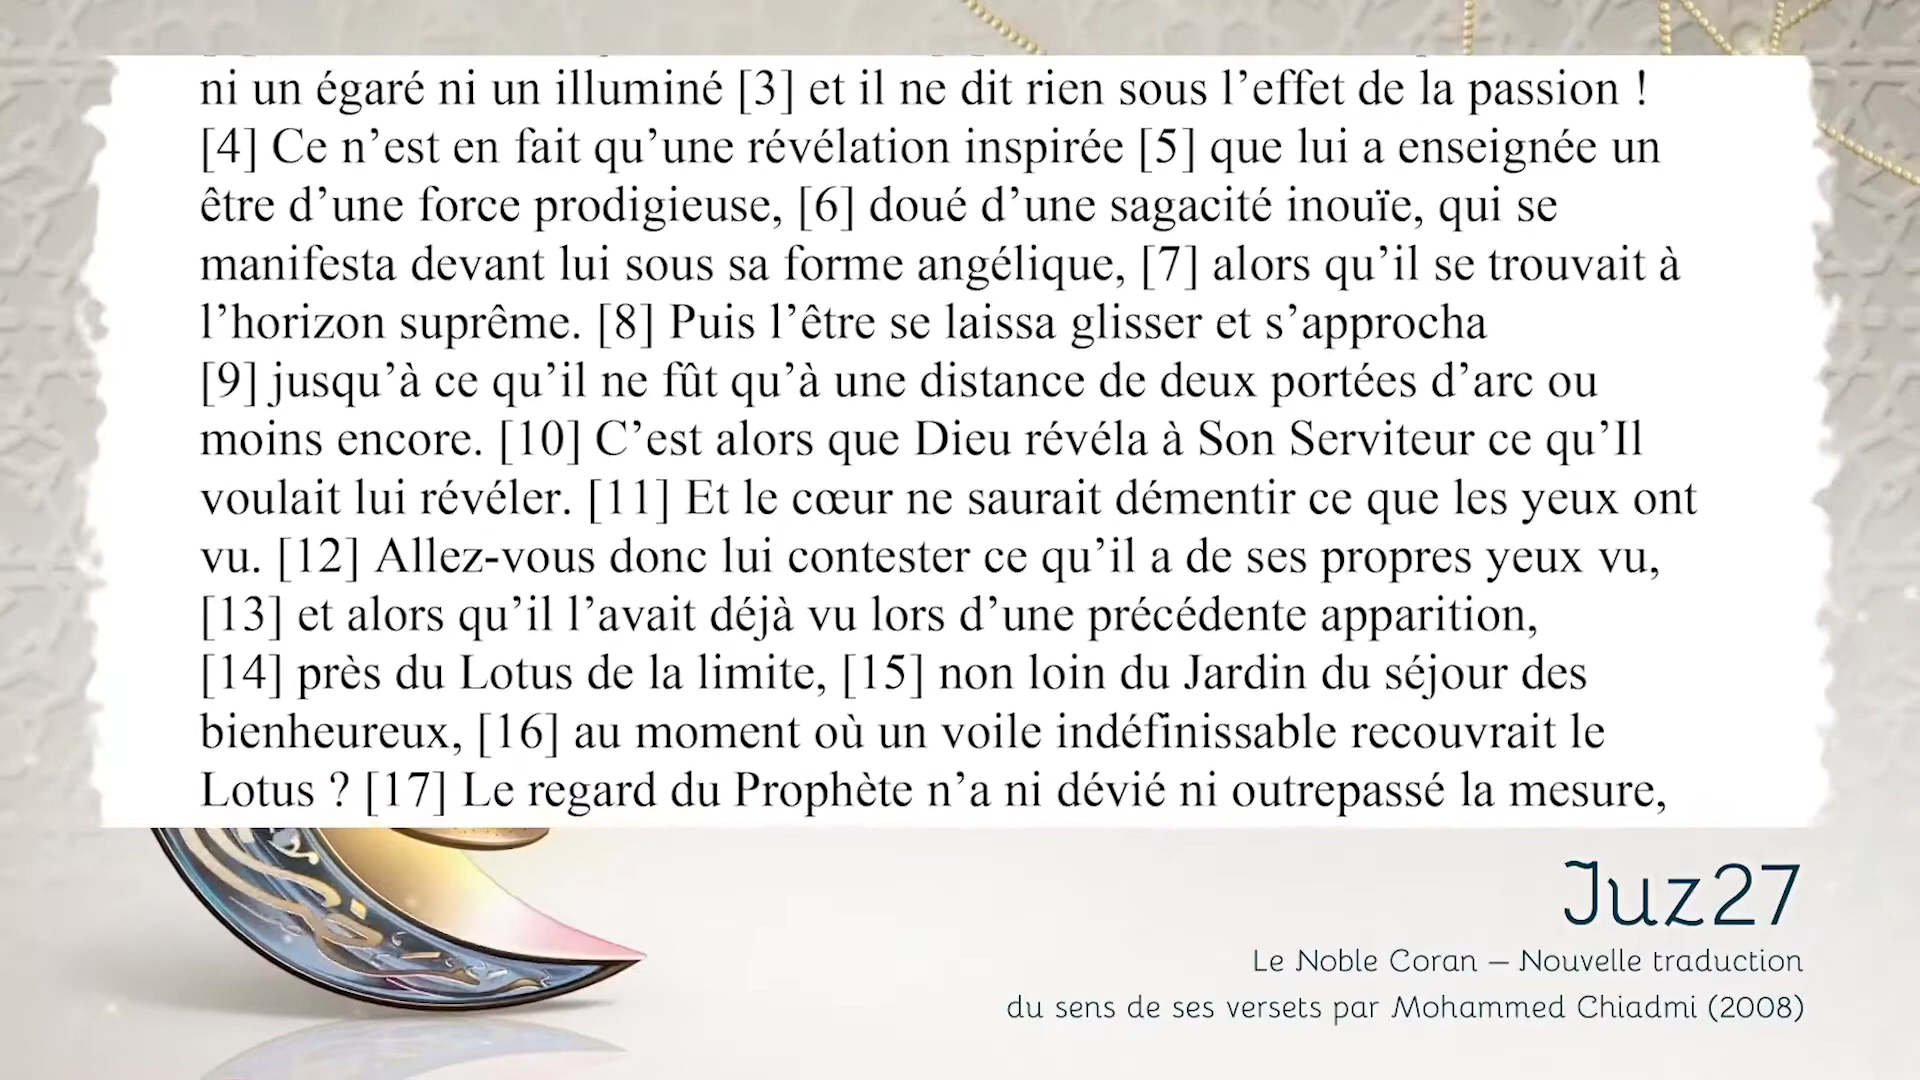 ni un égaré ni un illuminé [3] et il ne dit rien sous l’effet de la passion !
[4] Ce n’est en fait qu’une révélation inspirée [5] que lui a enseignée un
être d’une force prodigieuse, [6] doué d’une sagacité inouïe, qui se
manifesta devant lui sous sa forme angélique, [7] alors qu’il se trouvait à
l’horizon suprême. [8] Puis l’être se laissa glisser et s’approcha
[9] jusqu’à ce qu’il ne fût qu’à une distance de deux portées d’arc ou
moins encore. [10] C’est alors que Dieu révéla à Son Serviteur ce qu’Il
voulait lui révéler. [11] Et le cœur ne saurait démentir ce que les yeux ont
vu. [12] Allez-vous donc lui contester ce qu’il a de ses propres yeux vu,
[13] et alors qu’il l’avait déjà vu lors d’une précédente apparition,
[14] près du Lotus de la limite, [15] non loin du Jardin du séjour des
bienheureux, [16] au moment où un voile indéfinissable recouvrait le
Lotus ? [17] Le regard du Prophète n’a ni dévié ni outrepassé la mesure,
Juz27
Le Noble Coran – Nouvelle traduction
du sens de ses versets par Mohammed Chiadmi (2008)